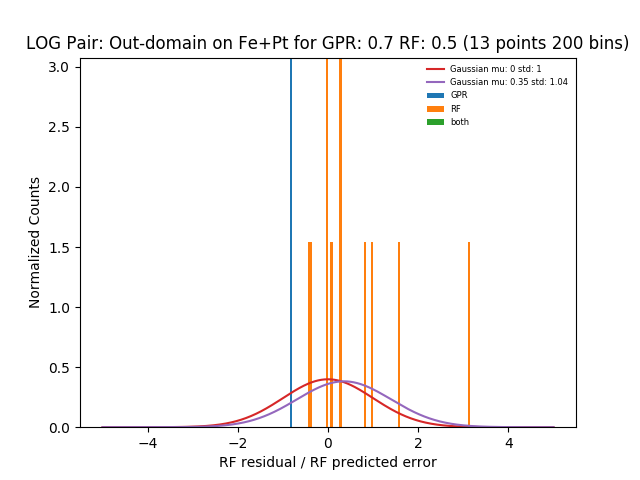 LOG Pair: Out-domain on Fe+Pt for GPR: 0.7 RF: 0.5 (13 points 200 bins)
3.0
2.5
2.0
1.5
1.0
0.5
0.0
Normalized Counts
Gaussian mu: 0 std: 1
Gaussian mu: 0.35 std: 1.04
GPR
RF
both
−4 −2 0 2 4
RF residual / RF predicted error